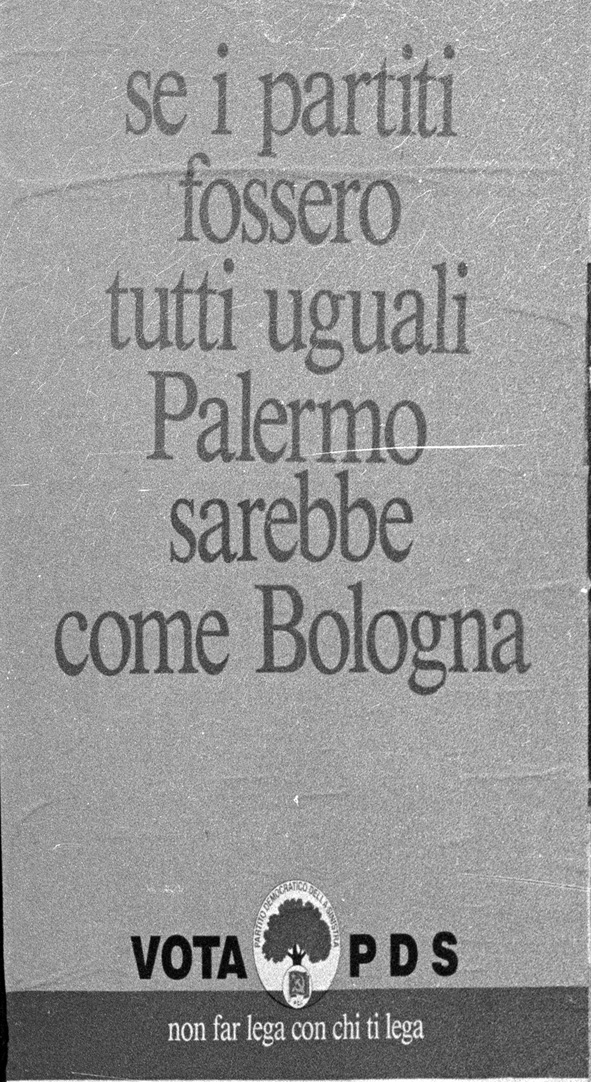 se i partiti
fossero
tutti uguali
Palermo
sarebbe
come Bologna
PARTITO DEMOCRATICO DELLA SINISTRA
VOTA PDS
non far lega con chi ti lega